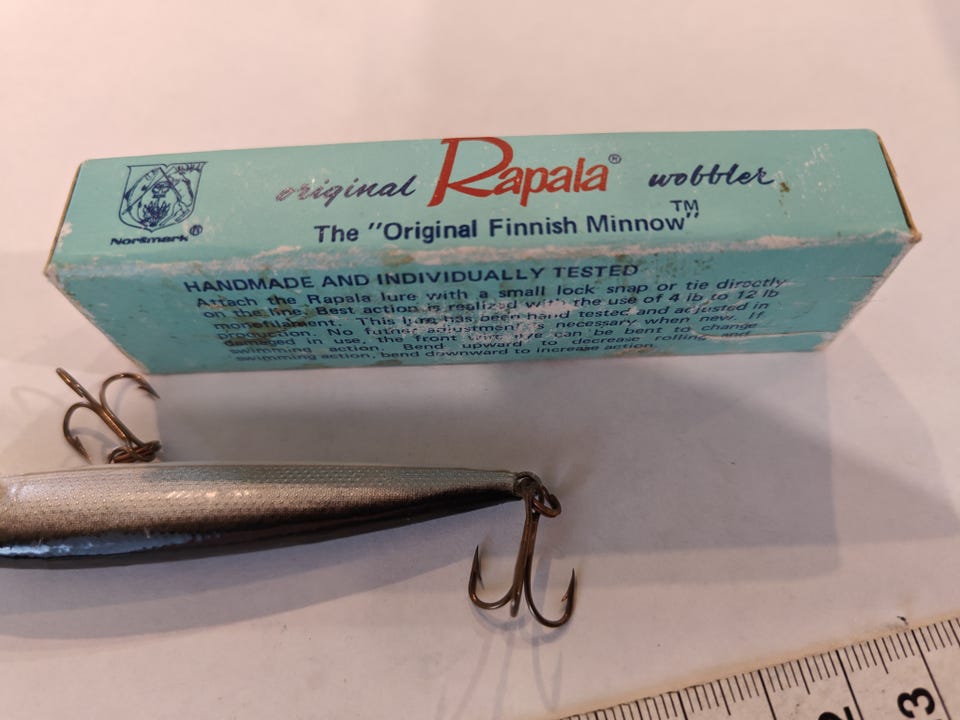 original Rapala® wobbler
Normark®
The "Original Finnish Minnow"™
HANDMADE AND INDIVIDUALLY TESTED
Attach the Rapala lure with a small lock snap or tie directly
on the line. Best action is realized with the use of 4 lb to 12 lb
monofilament. This lure has been hand tested and adjusted in
production. No further adjustment is necessary when new. If
damaged in use, the front wire eye can be bent to change
swimming action. Bend upward to decrease rolling and
swimming action, bend downward to increase action.
2
3